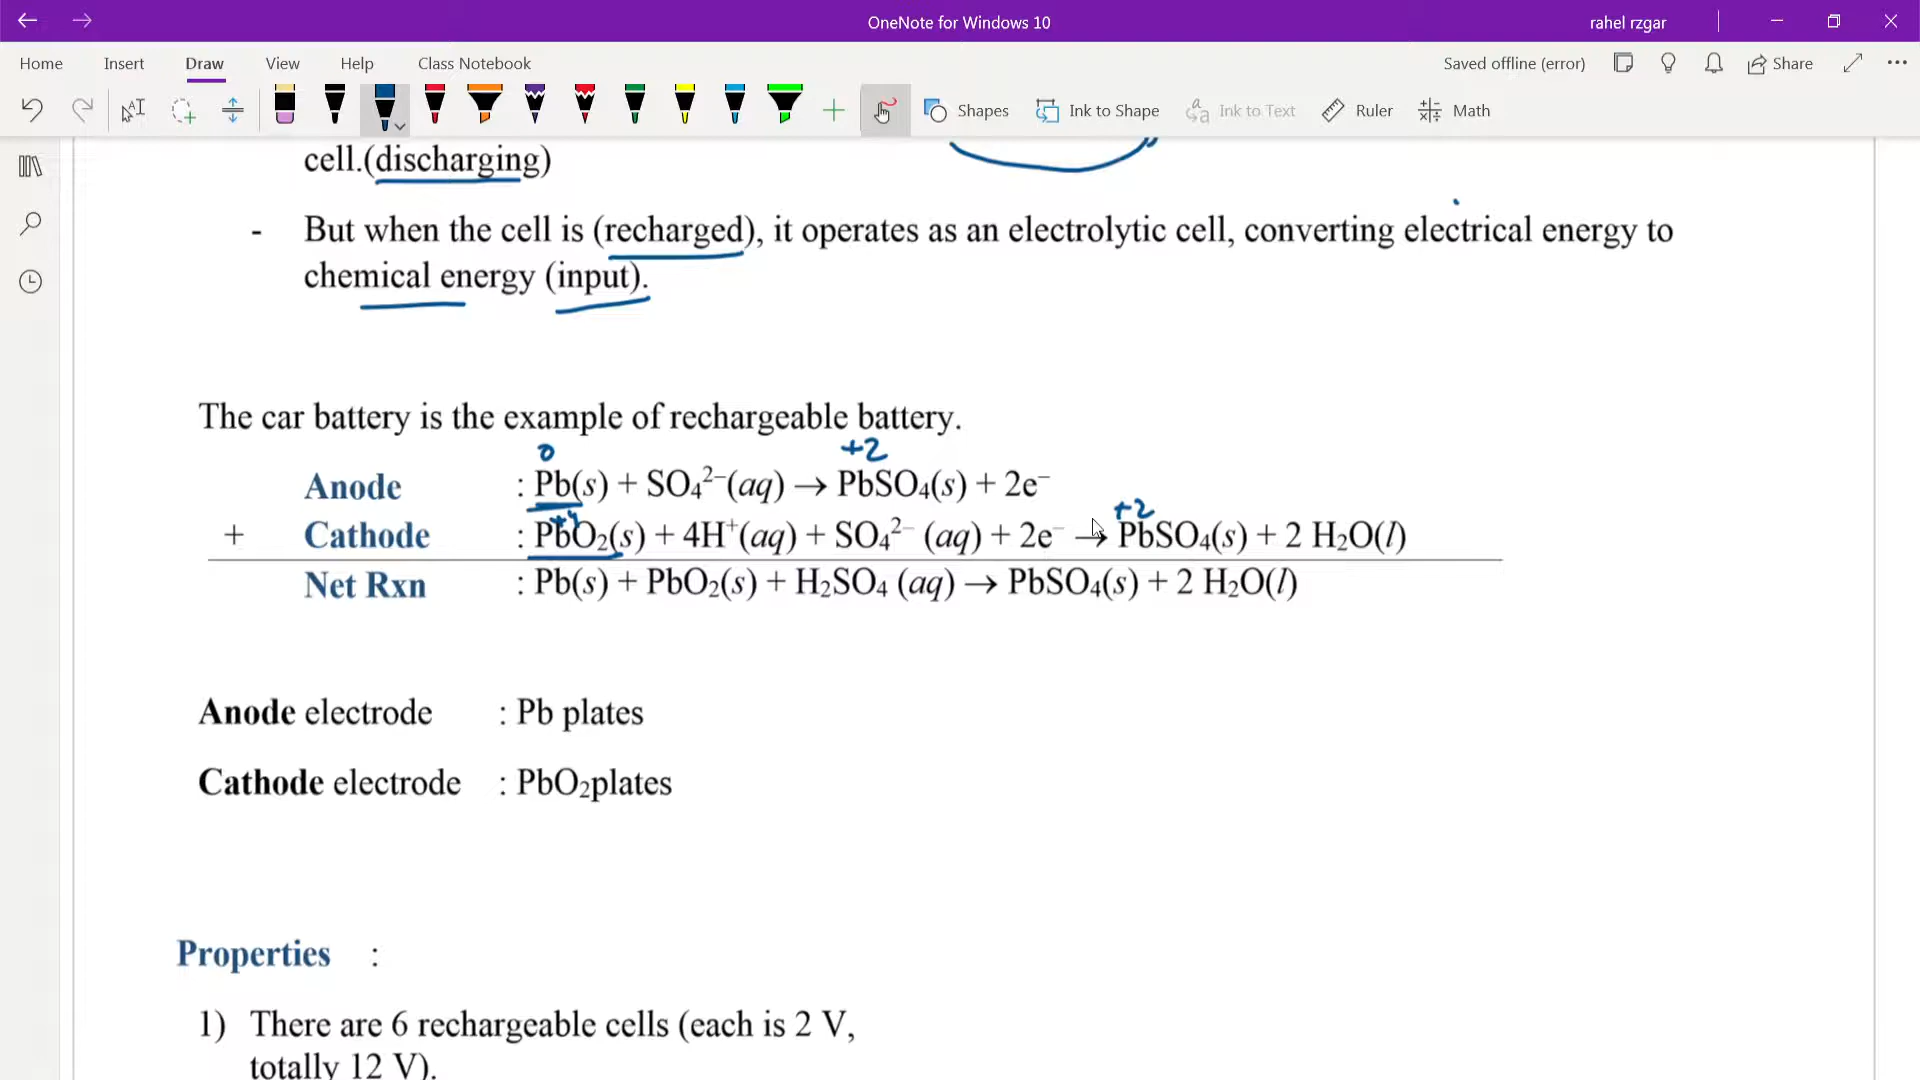 OneNote for Windows 10
rahel rzgar
Home Insert Draw View Help Class Notebook
Saved offline (error) Share
Shapes Ink to Shape Ink to Text Ruler Math
cell.(discharging)
- But when the cell is (recharged), it operates as an electrolytic cell, converting electrical energy to
chemical energy (input).
The car battery is the example of rechargeable battery.
0 +2
Anode : Pb(s) + SO₄²⁻(aq) → PbSO₄(s) + 2e⁻
+4 +2
+ Cathode : PbO₂(s) + 4H⁺(aq) + SO₄²⁻ (aq) + 2e⁻ → PbSO₄(s) + 2 H₂O(l)
Net Rxn : Pb(s) + PbO₂(s) + H₂SO₄ (aq) → PbSO₄(s) + 2 H₂O(l)
Anode electrode : Pb plates
Cathode electrode : PbO₂plates
Properties :
1) There are 6 rechargeable cells (each is 2 V,
totally 12 V).